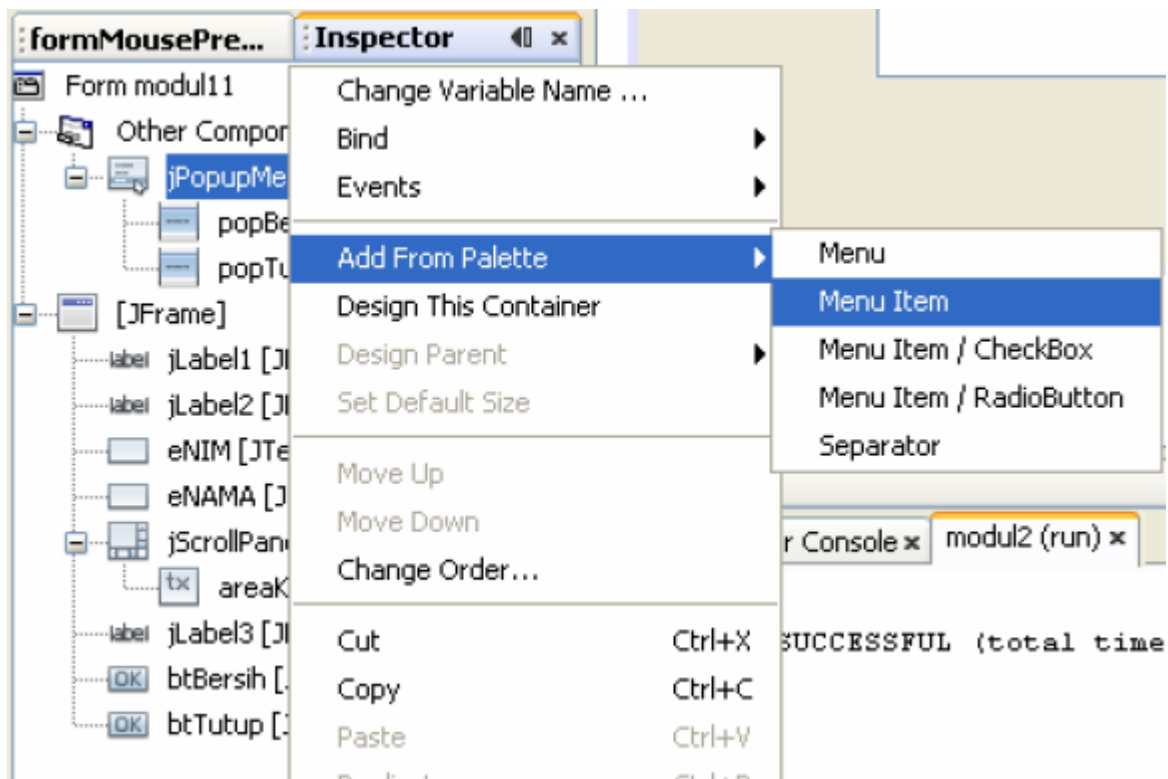 formMousePre...
Inspector
Form modul11
Other Compor
jPopupMe
popBe
popTu
[JFrame]
label jLabel1 [J
label jLabel2 [J
eNIM [JTe
eNAMA [J
jScrollPan
tx areaK
label jLabel3 [J
OK btBersih [
OK btTutup [
Change Variable Name ...
Bind
Events
Add From Palette
Design This Container
Design Parent
Set Default Size
Move Up
Move Down
Change Order...
Cut Ctrl+X
Copy Ctrl+C
Paste Ctrl+V
Menu
Menu Item
Menu Item / CheckBox
Menu Item / RadioButton
Separator
r Console
modul2 (run)
SUCCESSFUL (total time